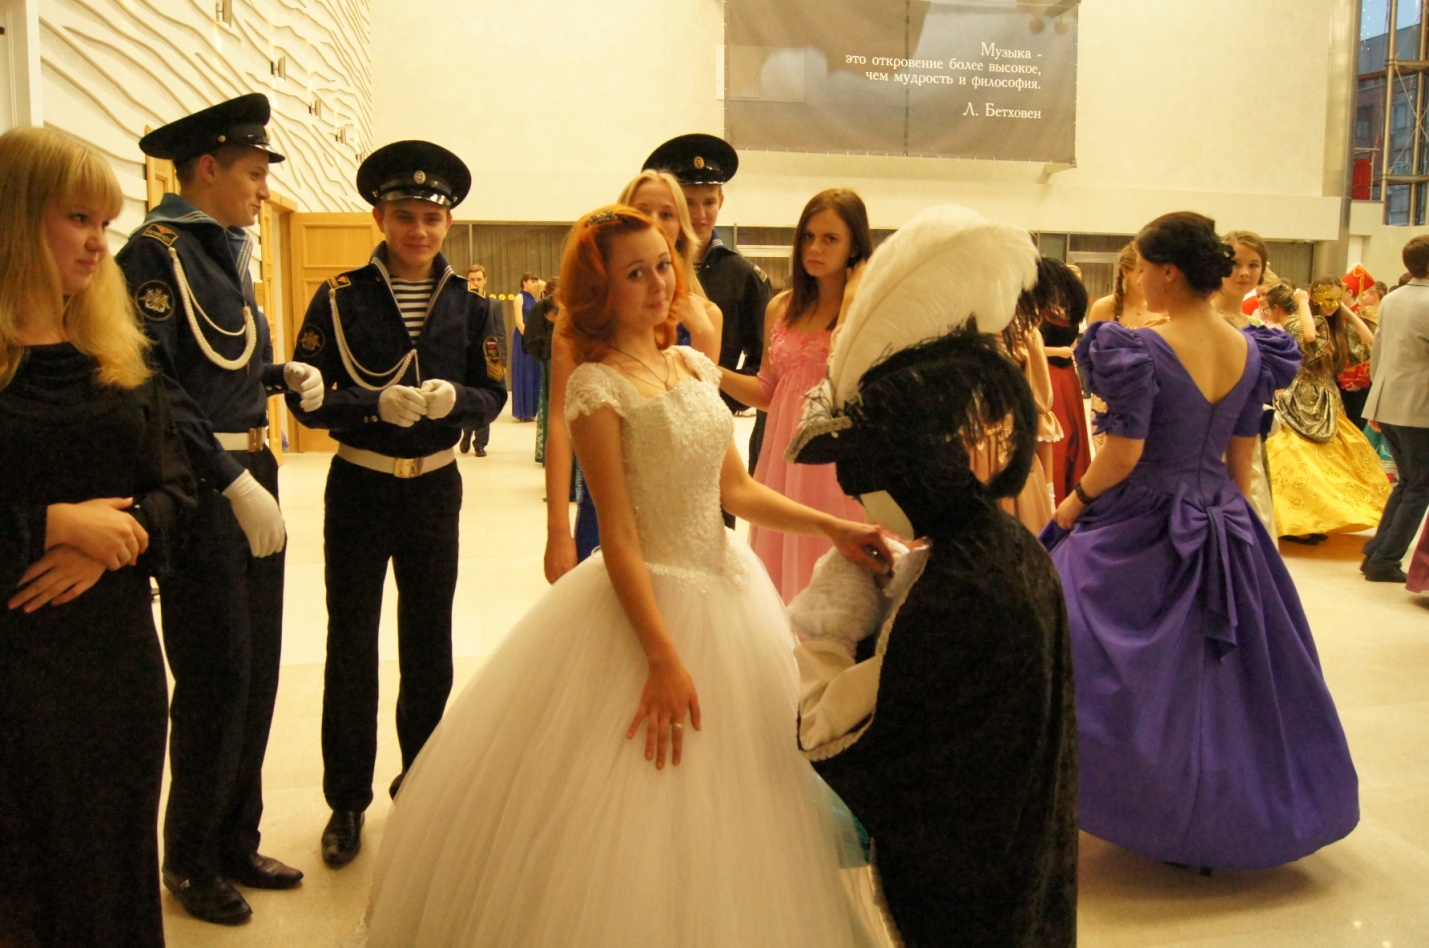 Музыка -
это откровение более высокое,
чем мудрость и философия.
Л. Бетховен